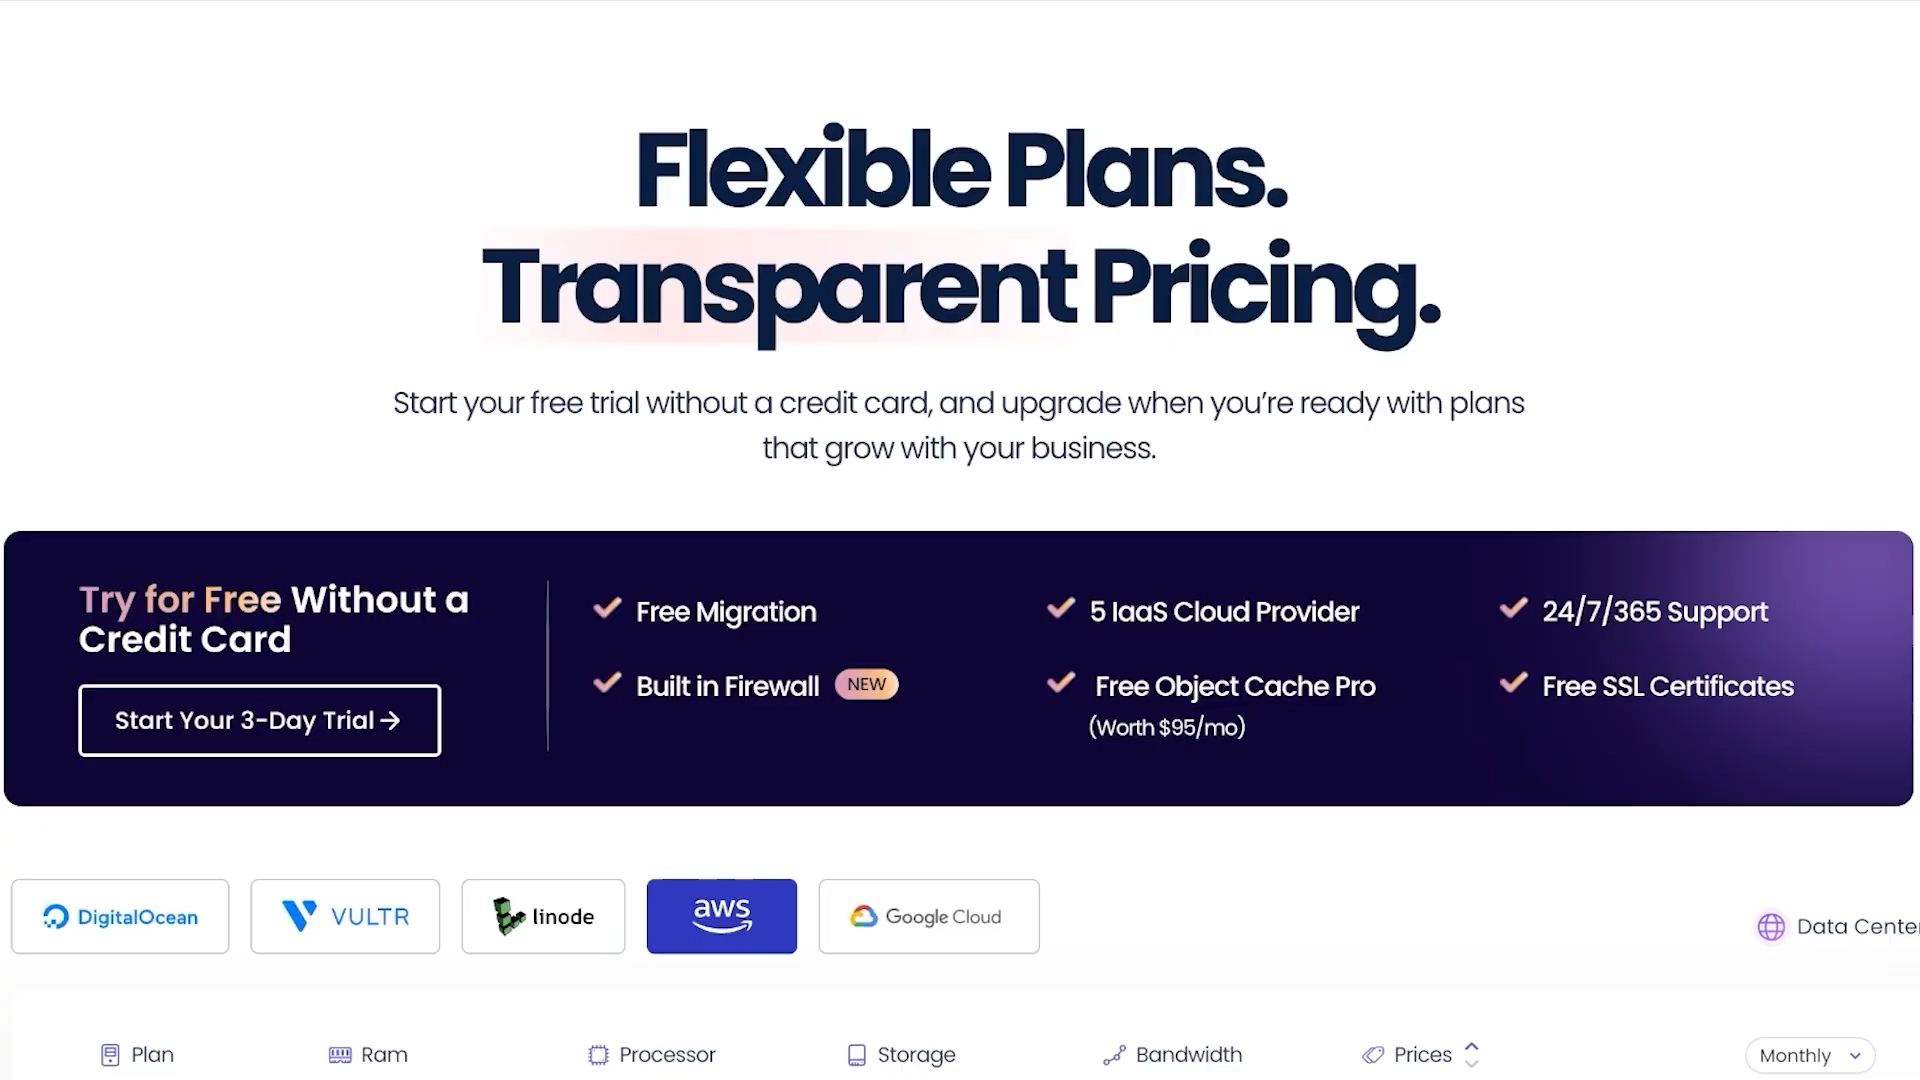 Flexible Plans.
Transparent Pricing.
Start your free trial without a credit card, and upgrade when you’re ready with plans
that grow with your business.
Try for Free Without a
Credit Card
Start Your 3-Day Trial →
Free Migration
5 IaaS Cloud Provider
24/7/365 Support
Built in Firewall NEW
Free Object Cache Pro
(Worth $95/mo)
Free SSL Certificates
DigitalOcean
VULTR
linode
aws
Google Cloud
Data Center
Plan
Ram
Processor
Storage
Bandwidth
Prices
Monthly